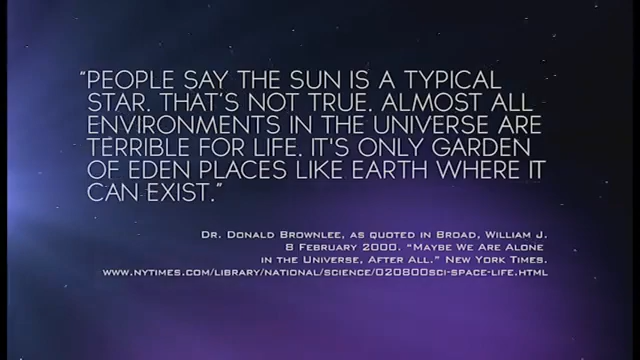 “PEOPLE SAY THE SUN IS A TYPICAL
STAR. THAT'S NOT TRUE. ALMOST ALL
ENVIRONMENTS IN THE UNIVERSE ARE
TERRIBLE FOR LIFE. IT'S ONLY GARDEN
OF EDEN PLACES LIKE EARTH WHERE IT
CAN EXIST.”
DR. DONALD BROWNLEE, AS QUOTED IN BROAD, WILLIAM J.
8 FEBRUARY 2000. “MAYBE WE ARE ALONE
IN THE UNIVERSE, AFTER ALL.” NEW YORK TIMES.
WWW.NYTIMES.COM/LIBRARY/NATIONAL/SCIENCE/020800SCI-SPACE-LIFE.HTML